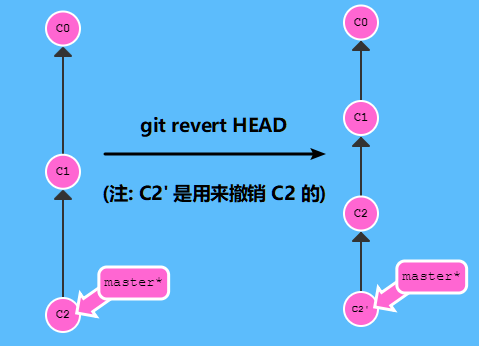 C0
C1
C2
master*
git revert HEAD
(注: C2' 是用来撤销 C2 的)
C0
C1
C2
C2'
master*